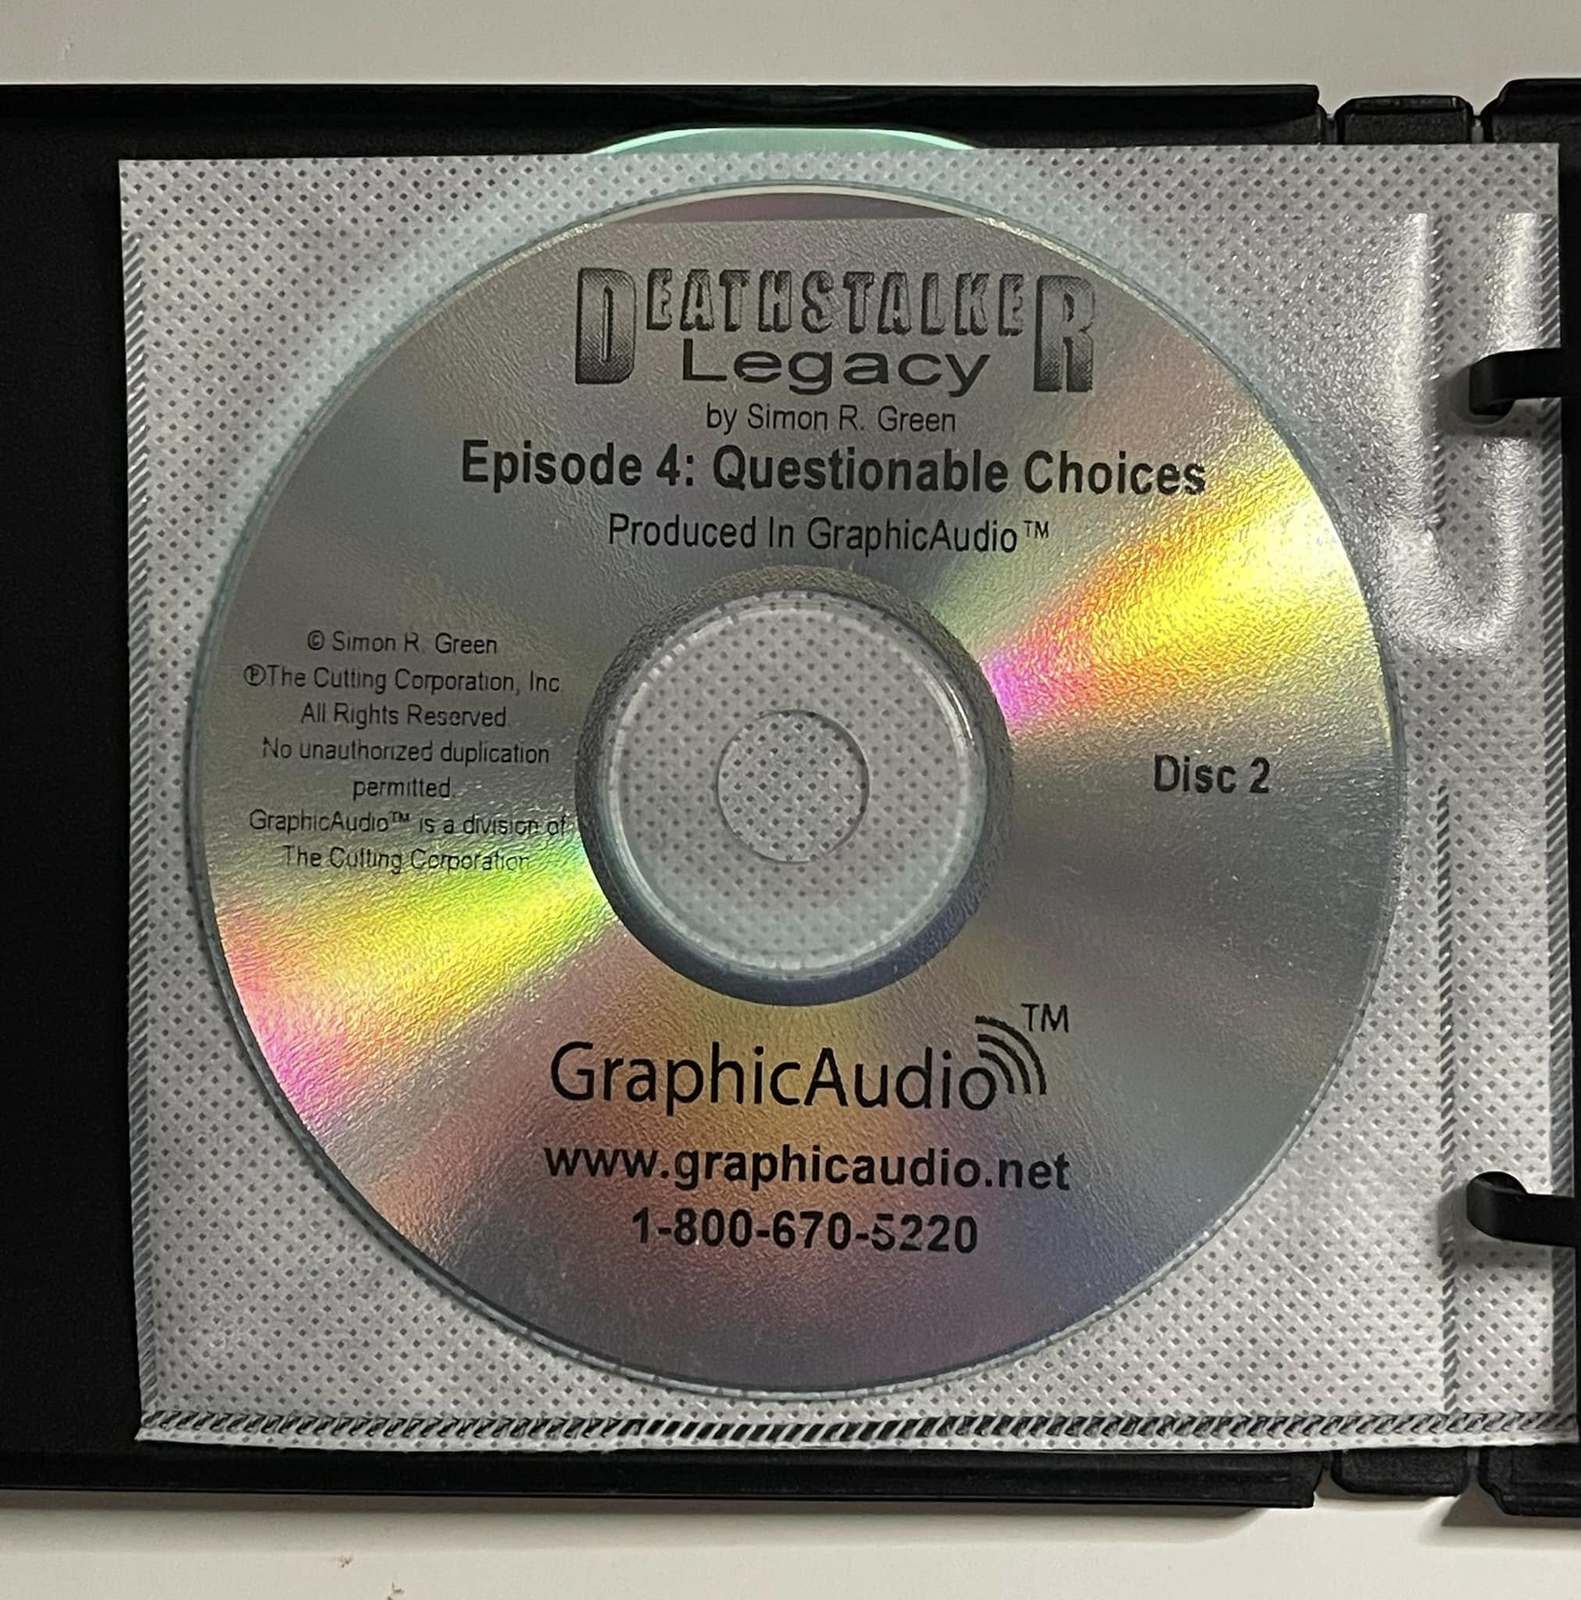 DEATHSTALKER
Legacy
by Simon R. Green
Episode 4: Questionable Choices
Produced In GraphicAudio™
© Simon R. Green
℗The Cutting Corporation, Inc
All Rights Reserved
No unauthorized duplication
permitted.
GraphicAudio™ is a division of
The Cutting Corporation
Disc 2
GraphicAudio™
www.graphicaudio.net
1-800-670-5220